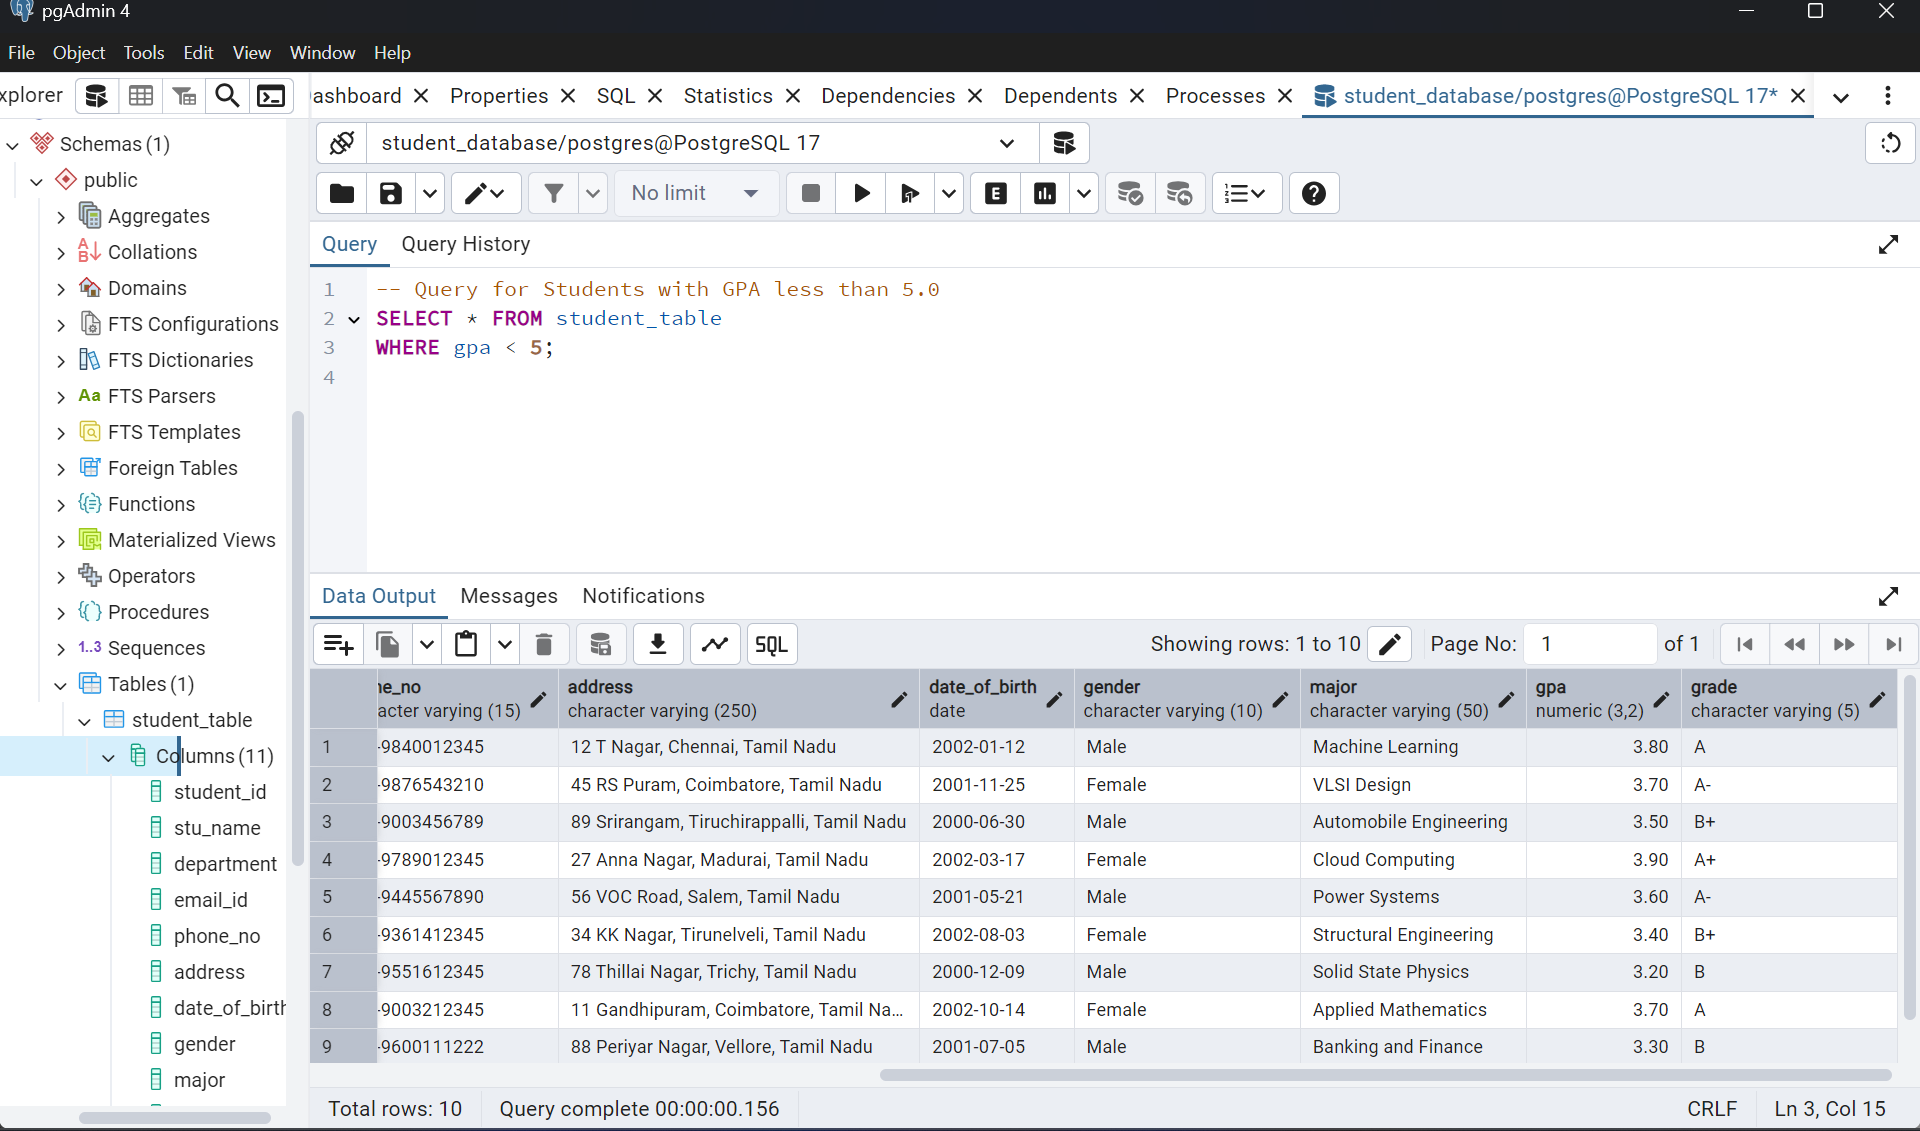 pgAdmin 4
File Object Tools Edit View Window Help
xplorer
ashboard Properties SQL Statistics Dependencies Dependents Processes student_database/postgres@PostgreSQL 17*
Schemas (1)
public
Aggregates
Collations
Domains
FTS Configurations
FTS Dictionaries
Aa FTS Parsers
FTS Templates
Foreign Tables
Functions
Materialized Views
Operators
Procedures
1..3 Sequences
Tables (1)
student_table
Columns (11)
student_id
stu_name
department
email_id
phone_no
address
date_of_birth
gender
major
student_database/postgres@PostgreSQL 17
No limit
E
Query Query History
1 -- Query for Students with GPA less than 5.0
2 SELECT * FROM student_table
3 WHERE gpa < 5;
4
Data Output Messages Notifications
SQL Showing rows: 1 to 10 Page No: 1 of 1
ne_no address date_of_birth gender major gpa grade
acter varying (15) character varying (250) date character varying (10) character varying (50) numeric (3,2) character varying (5)
1 -9840012345 12 T Nagar, Chennai, Tamil Nadu 2002-01-12 Male Machine Learning 3.80 A
2 -9876543210 45 RS Puram, Coimbatore, Tamil Nadu 2001-11-25 Female VLSI Design 3.70 A-
3 -9003456789 89 Srirangam, Tiruchirappalli, Tamil Nadu 2000-06-30 Male Automobile Engineering 3.50 B+
4 -9789012345 27 Anna Nagar, Madurai, Tamil Nadu 2002-03-17 Female Cloud Computing 3.90 A+
5 -9445567890 56 VOC Road, Salem, Tamil Nadu 2001-05-21 Male Power Systems 3.60 A-
6 -9361412345 34 KK Nagar, Tirunelveli, Tamil Nadu 2002-08-03 Female Structural Engineering 3.40 B+
7 -9551612345 78 Thillai Nagar, Trichy, Tamil Nadu 2000-12-09 Male Solid State Physics 3.20 B
8 -9003212345 11 Gandhipuram, Coimbatore, Tamil Na... 2002-10-14 Female Applied Mathematics 3.70 A
9 -9600111222 88 Periyar Nagar, Vellore, Tamil Nadu 2001-07-05 Male Banking and Finance 3.30 B
Total rows: 10 Query complete 00:00:00.156 CRLF Ln 3, Col 15